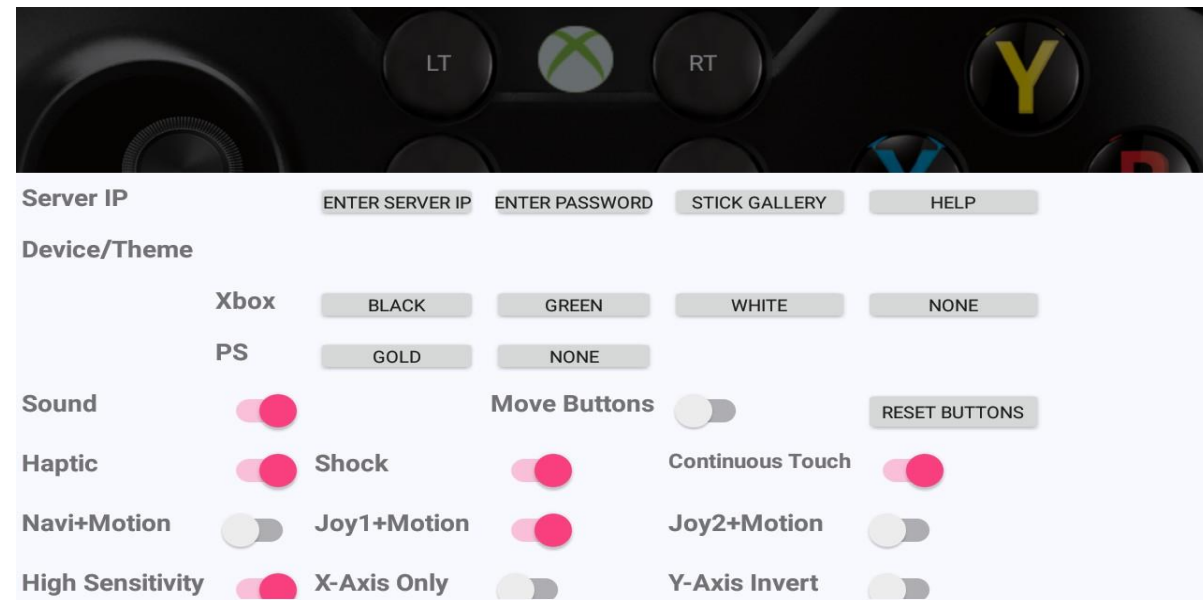 LT RT Y
X B
Server IP ENTER SERVER IP ENTER PASSWORD STICK GALLERY HELP
Device/Theme
Xbox BLACK GREEN WHITE NONE
PS GOLD NONE
Sound Move Buttons RESET BUTTONS
Haptic Shock Continuous Touch
Navi+Motion Joy1+Motion Joy2+Motion
High Sensitivity X-Axis Only Y-Axis Invert